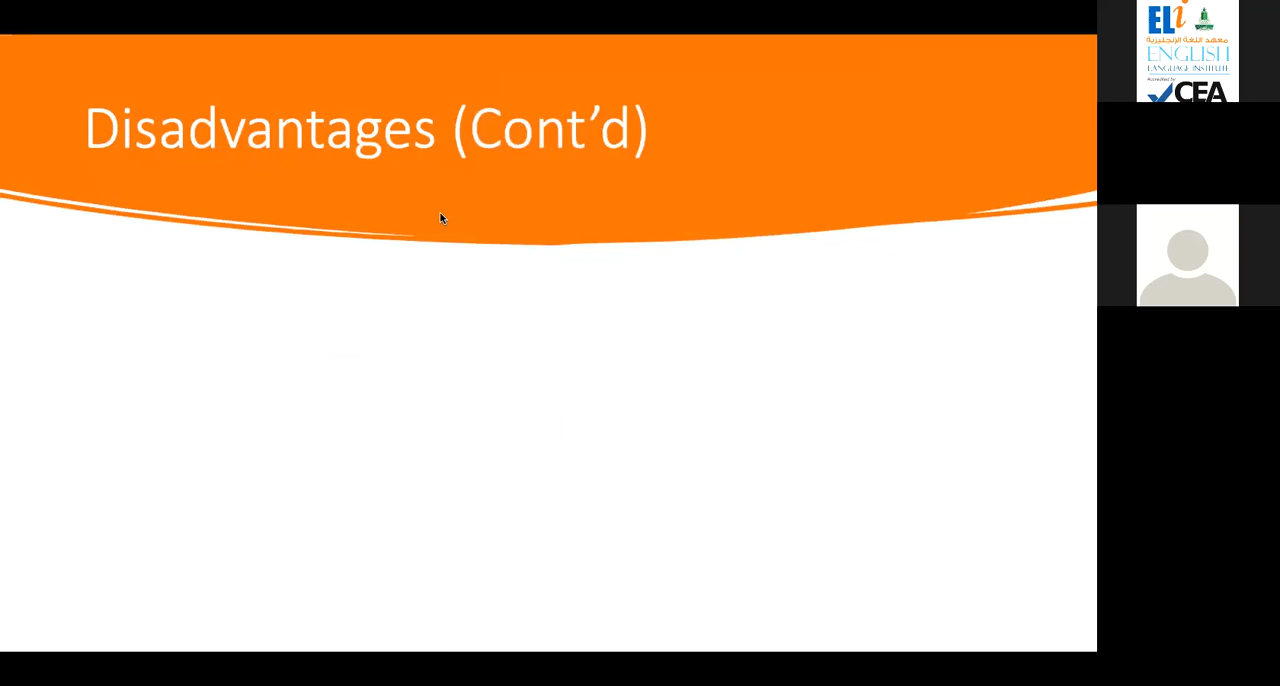 Disadvantages (Cont’d)
ELi
معهد اللغة الإنجليزية
ENGLISH
LANGUAGE INSTITUTE
Accredited by
CEA